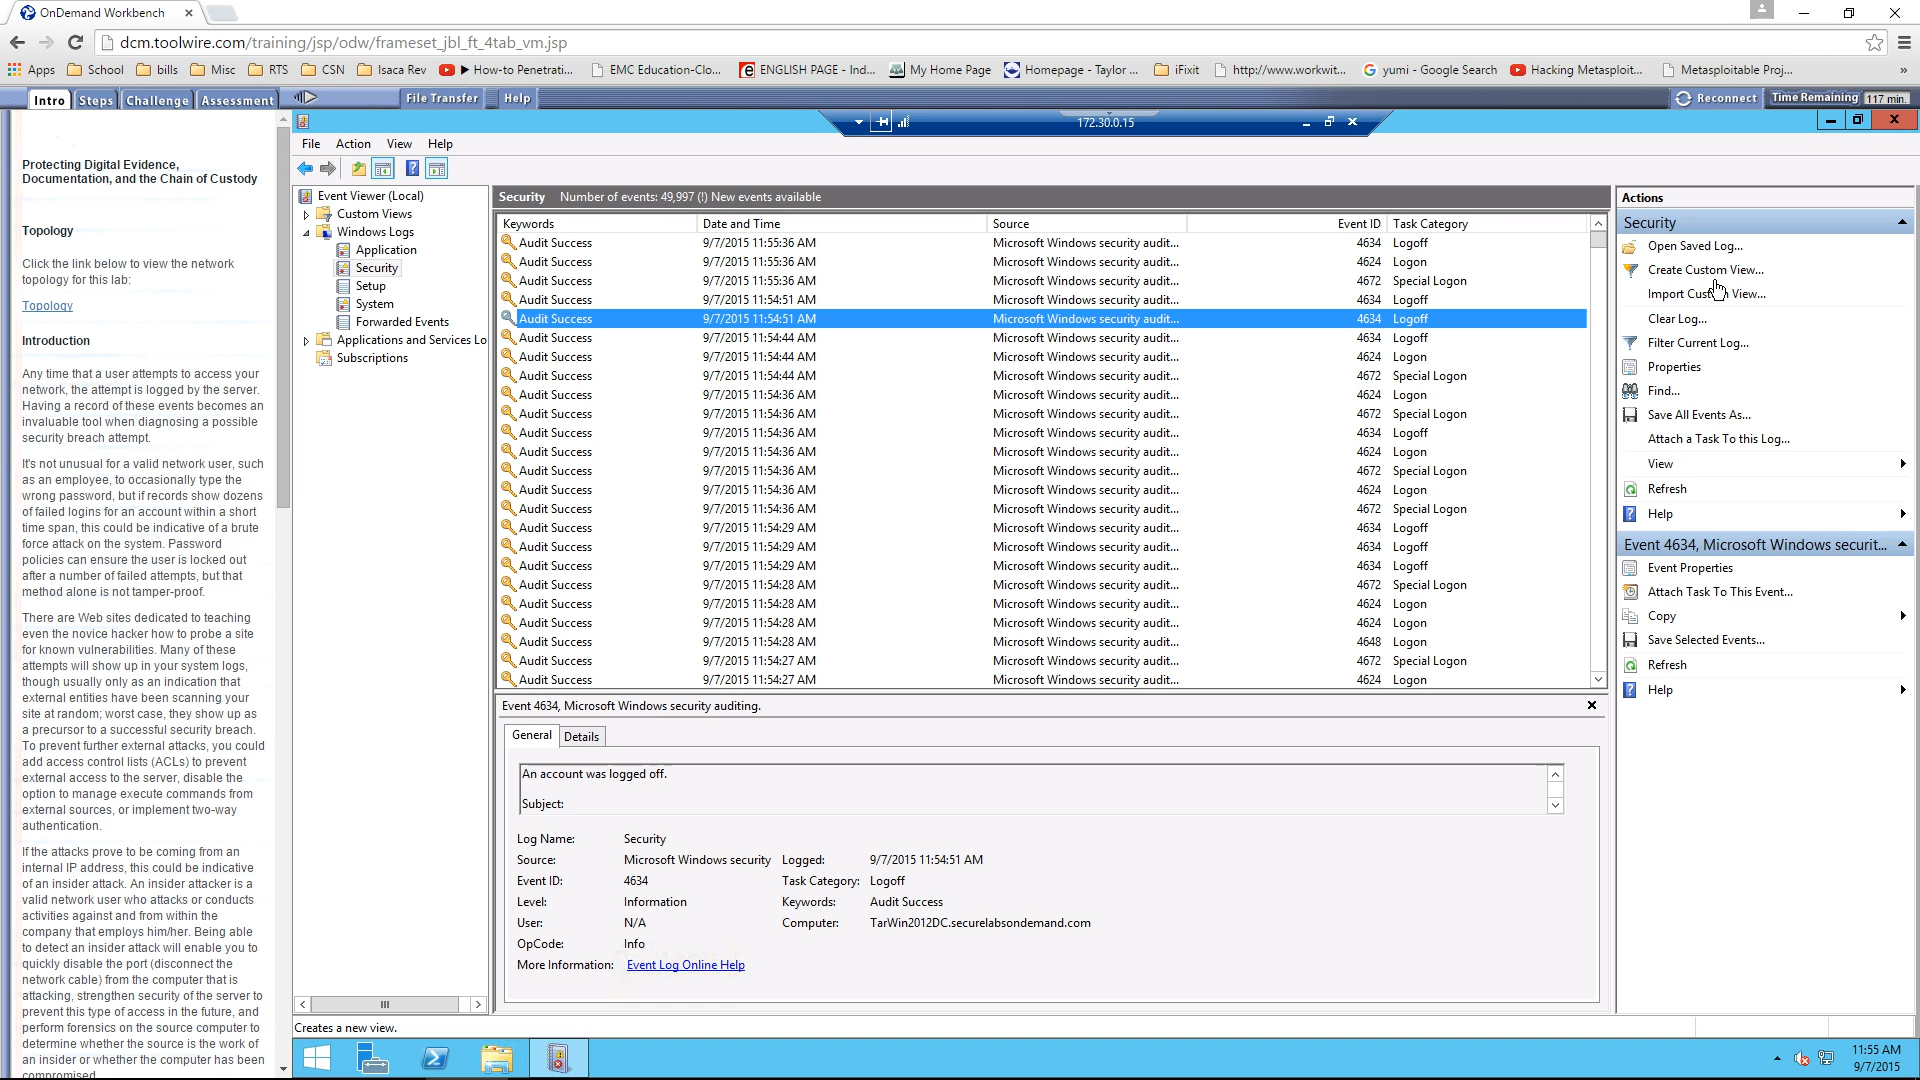 OnDemand Workbench
dcm.toolwire.com/training/jsp/odw/frameset_jbl_ft_4tab_vm.jsp
Apps School bills Misc RTS CSN Isaca Rev ▶ How-to Penetrati... EMC Education-Clo... ENGLISH PAGE - Ind... My Home Page Homepage - Taylor ... iFixit http://www.workwit... yumi - Google Search Hacking Metasploit... Metasploitable Proj... »
Intro Steps Challenge Assessment File Transfer Help Reconnect Time Remaining 117 min.
172.30.0.15
File Action View Help
Protecting Digital Evidence,
Documentation, and the Chain of Custody
Topology
Click the link below to view the network
topology for this lab:
Topology
Introduction
Any time that a user attempts to access your
network, the attempt is logged by the server.
Having a record of these events becomes an
invaluable tool when diagnosing a possible
security breach attempt.
It's not unusual for a valid network user, such
as an employee, to occasionally type the
wrong password, but if records show dozens
of failed logins for an account within a short
time span, this could be indicative of a brute
force attack on the system. Password
policies can ensure the user is locked out
after a number of failed attempts, but that
method alone is not tamper-proof.
There are Web sites dedicated to teaching
even the novice hacker how to probe a site
for known vulnerabilities. Many of these
attempts will show up in your system logs,
though usually only as an indication that
external entities have been scanning your
site at random; worst case, they show up as
a precursor to a successful security breach.
To prevent further external attacks, you could
add access control lists (ACLs) to prevent
external access to the server, disable the
option to manage execute commands from
external sources, or implement two-way
authentication.
If the attacks prove to be coming from an
internal IP address, this could be indicative
of an insider attack. An insider attacker is a
valid network user who attacks or conducts
activities against and from within the
company that employs him/her. Being able
to detect an insider attack will enable you to
quickly disable the port (disconnect the
network cable) from the computer that is
attacking, strengthen security of the server to
prevent this type of access in the future, and
perform forensics on the source computer to
determine whether the source is the work of
an insider or whether the computer has been
compromised.
Event Viewer (Local)
Custom Views
Windows Logs
Application
Security
Setup
System
Forwarded Events
Applications and Services Lo
Subscriptions
Security Number of events: 49,997 (!) New events available
Keywords Date and Time Source Event ID Task Category
Audit Success 9/7/2015 11:55:36 AM Microsoft Windows security audit... 4634 Logoff
Audit Success 9/7/2015 11:55:36 AM Microsoft Windows security audit... 4624 Logon
Audit Success 9/7/2015 11:55:36 AM Microsoft Windows security audit... 4672 Special Logon
Audit Success 9/7/2015 11:54:51 AM Microsoft Windows security audit... 4634 Logoff
Audit Success 9/7/2015 11:54:51 AM Microsoft Windows security audit... 4634 Logoff
Audit Success 9/7/2015 11:54:44 AM Microsoft Windows security audit... 4634 Logoff
Audit Success 9/7/2015 11:54:44 AM Microsoft Windows security audit... 4624 Logon
Audit Success 9/7/2015 11:54:44 AM Microsoft Windows security audit... 4672 Special Logon
Audit Success 9/7/2015 11:54:36 AM Microsoft Windows security audit... 4624 Logon
Audit Success 9/7/2015 11:54:36 AM Microsoft Windows security audit... 4672 Special Logon
Audit Success 9/7/2015 11:54:36 AM Microsoft Windows security audit... 4634 Logoff
Audit Success 9/7/2015 11:54:36 AM Microsoft Windows security audit... 4624 Logon
Audit Success 9/7/2015 11:54:36 AM Microsoft Windows security audit... 4672 Special Logon
Audit Success 9/7/2015 11:54:36 AM Microsoft Windows security audit... 4624 Logon
Audit Success 9/7/2015 11:54:36 AM Microsoft Windows security audit... 4672 Special Logon
Audit Success 9/7/2015 11:54:29 AM Microsoft Windows security audit... 4634 Logoff
Audit Success 9/7/2015 11:54:29 AM Microsoft Windows security audit... 4634 Logoff
Audit Success 9/7/2015 11:54:29 AM Microsoft Windows security audit... 4634 Logoff
Audit Success 9/7/2015 11:54:28 AM Microsoft Windows security audit... 4672 Special Logon
Audit Success 9/7/2015 11:54:28 AM Microsoft Windows security audit... 4624 Logon
Audit Success 9/7/2015 11:54:28 AM Microsoft Windows security audit... 4624 Logon
Audit Success 9/7/2015 11:54:28 AM Microsoft Windows security audit... 4648 Logon
Audit Success 9/7/2015 11:54:27 AM Microsoft Windows security audit... 4672 Special Logon
Audit Success 9/7/2015 11:54:27 AM Microsoft Windows security audit... 4624 Logon
Event 4634, Microsoft Windows security auditing.
General Details
An account was logged off.
Subject:
Log Name: Security
Source: Microsoft Windows security Logged: 9/7/2015 11:54:51 AM
Event ID: 4634 Task Category: Logoff
Level: Information Keywords: Audit Success
User: N/A Computer: TarWin2012DC.securelabsondemand.com
OpCode: Info
More Information: Event Log Online Help
Actions
Security
Open Saved Log...
Create Custom View...
Import Custom View...
Clear Log...
Filter Current Log...
Properties
Find...
Save All Events As...
Attach a Task To this Log...
View
Refresh
Help
Event 4634, Microsoft Windows securit...
Event Properties
Attach Task To This Event...
Copy
Save Selected Events...
Refresh
Help
Creates a new view.
11:55 AM
9/7/2015